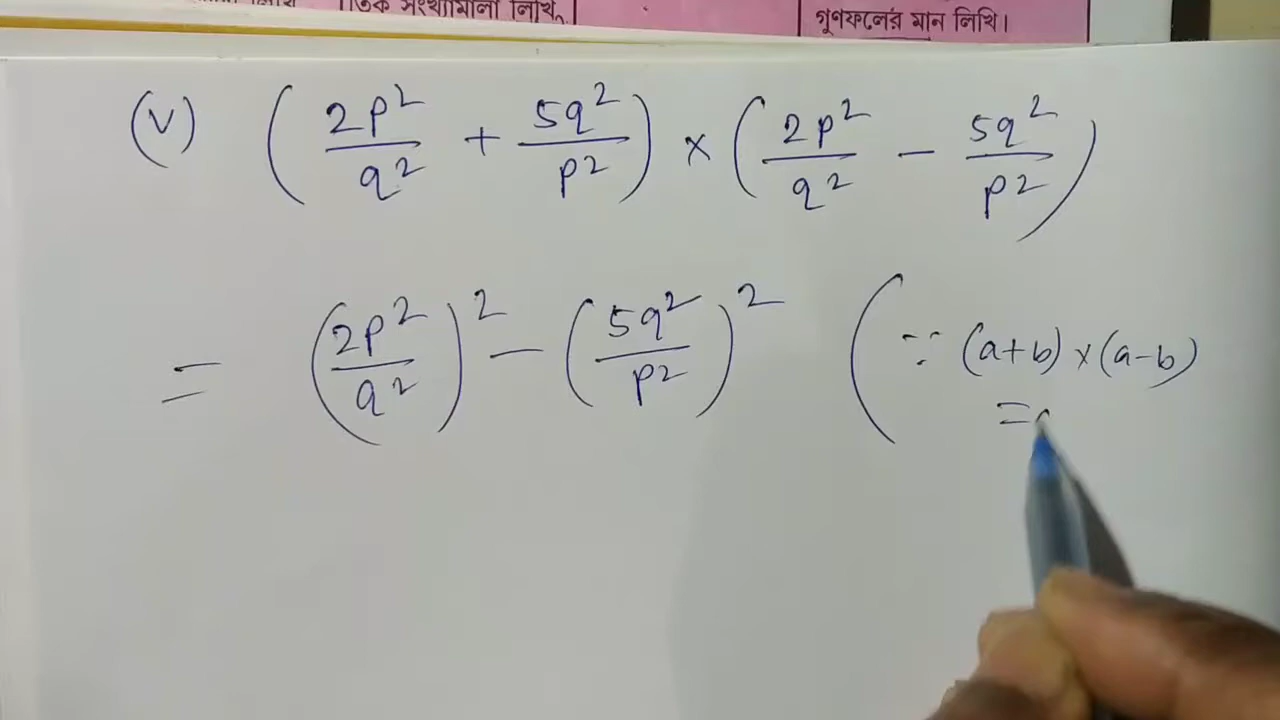 সংখ্যামালা লিখি,
গুণফলের মান লিখি।
(v) (2p²/q² + 5q²/p²) × (2p²/q² − 5q²/p²)
= (2p²/q²)² − (5q²/p²)² ( ∵ (a+b)×(a−b)
=